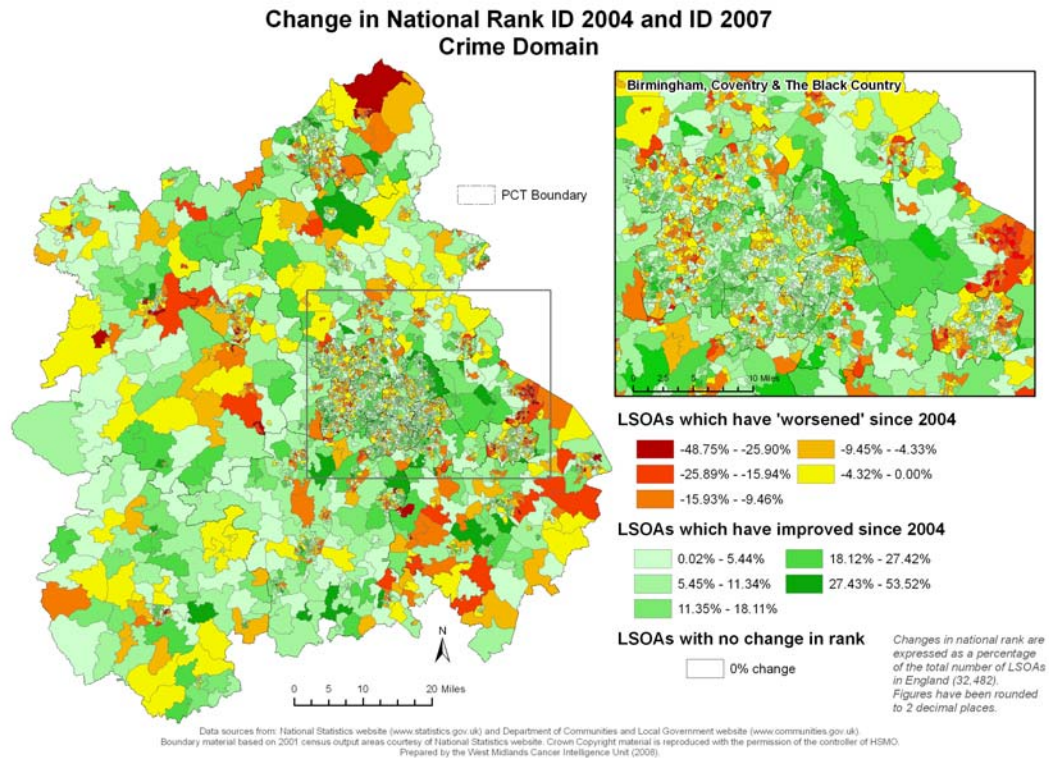 Change in National Rank ID 2004 and ID 2007
Crime Domain
Birmingham, Coventry & The Black Country
PCT Boundary
0 2.5 5 10 Miles
LSOAs which have 'worsened' since 2004
-48.75% - -25.90%
-9.45% - -4.33%
-25.89% - -15.94%
-4.32% - 0.00%
-15.93% - -9.46%
LSOAs which have improved since 2004
0.02% - 5.44%
18.12% - 27.42%
5.45% - 11.34%
27.43% - 53.52%
11.35% - 18.11%
LSOAs with no change in rank
0% change
Changes in national rank are
expressed as a percentage
of the total number of LSOAs
in England (32,482).
Figures have been rounded
to 2 decimal places.
N
0 5 10 20 Miles
Data sources from: National Statistics website (www.statistics.gov.uk) and Department of Communities and Local Government website (www.communities.gov.uk).
Boundary material based on 2001 census output areas courtesy of National Statistics website. Crown Copyright material is reproduced with the permission of the controller of HSMO.
Prepared by the West Midlands Cancer Intelligence Unit (2008).